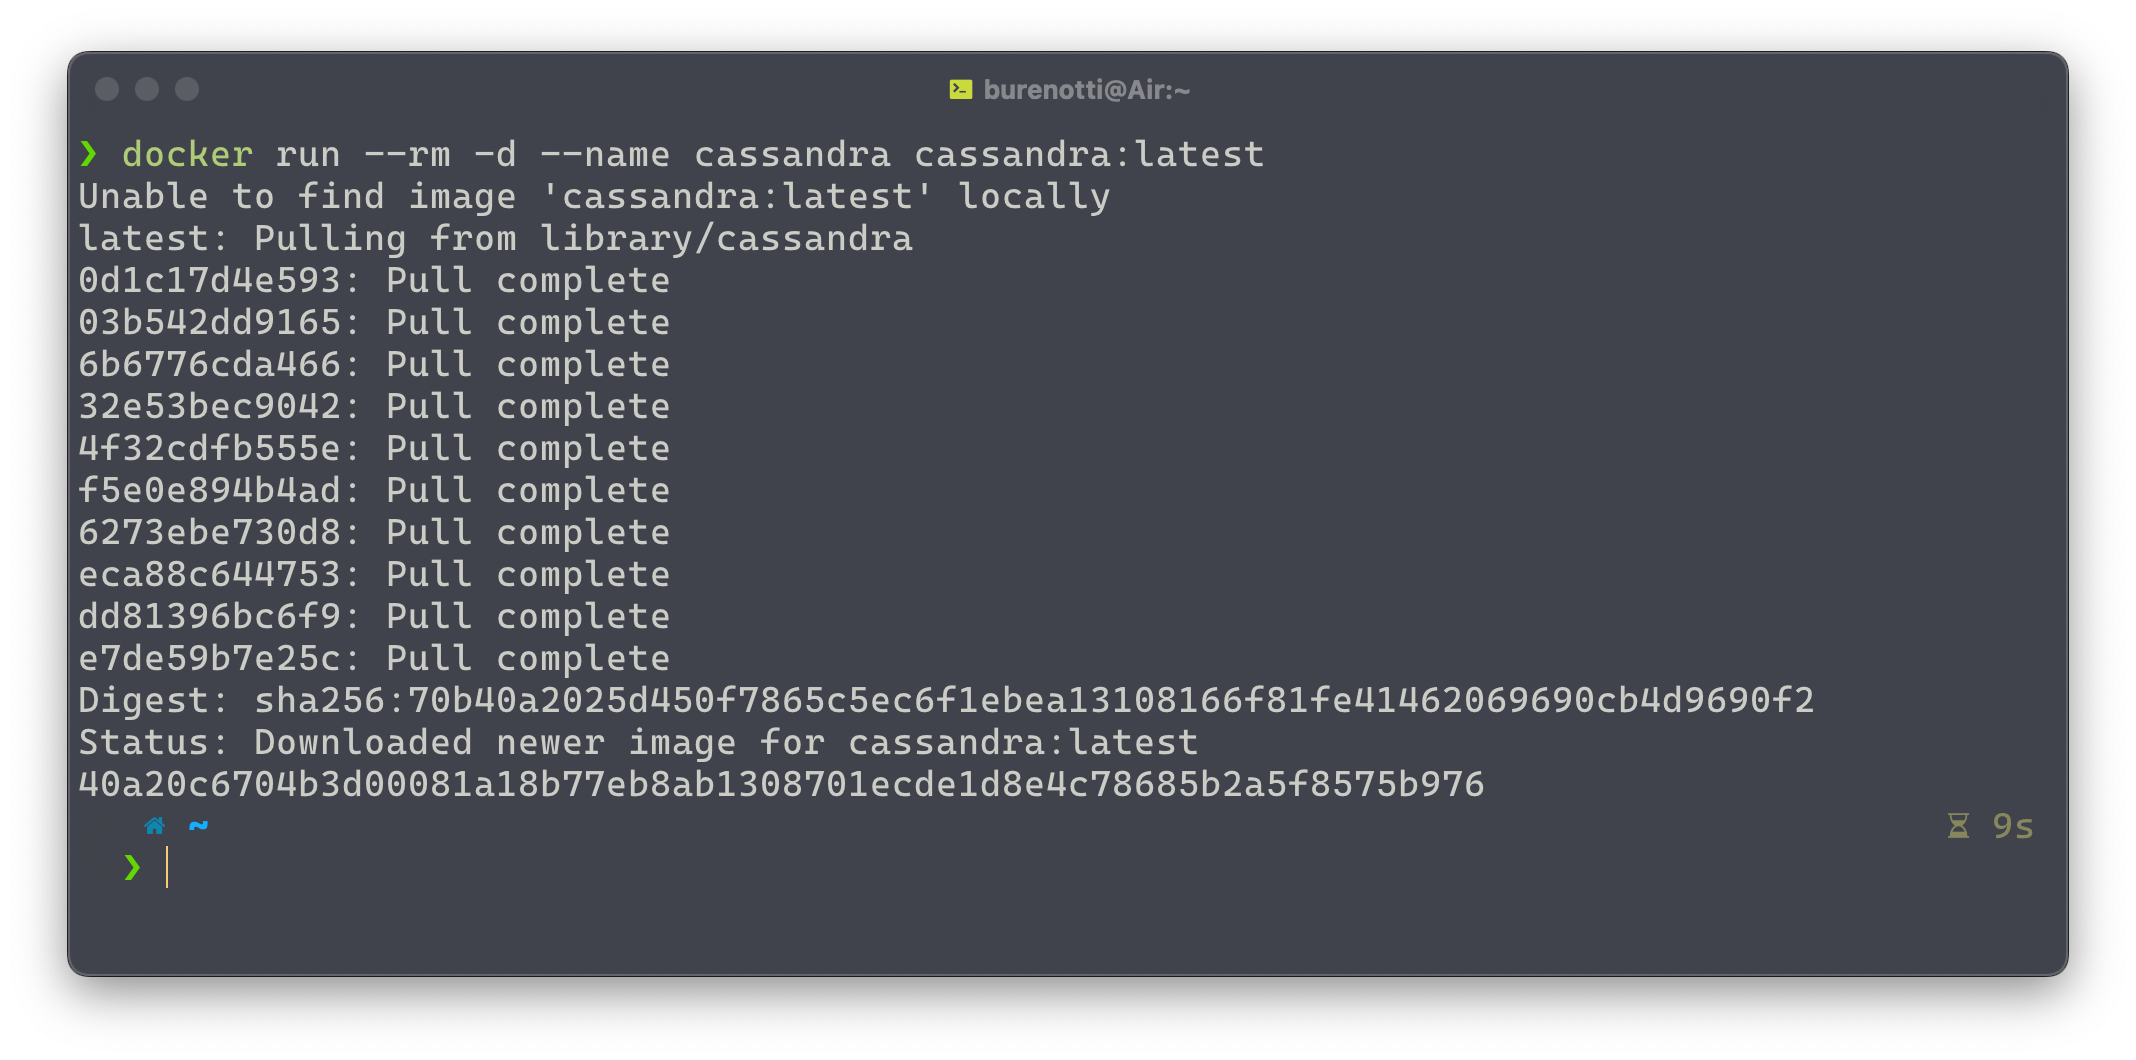 burenotti@Air:~
❯ docker run --rm -d --name cassandra cassandra:latest
Unable to find image 'cassandra:latest' locally
latest: Pulling from library/cassandra
0d1c17d4e593: Pull complete
03b542dd9165: Pull complete
6b6776cda466: Pull complete
32e53bec9042: Pull complete
4f32cdfb555e: Pull complete
f5e0e894b4ad: Pull complete
6273ebe730d8: Pull complete
eca88c644753: Pull complete
dd81396bc6f9: Pull complete
e7de59b7e25c: Pull complete
Digest: sha256:70b40a2025d450f7865c5ec6f1ebea13108166f81fe41462069690cb4d9690f2
Status: Downloaded newer image for cassandra:latest
40a20c6704b3d00081a18b77eb8ab1308701ecde1d8e4c78685b2a5f8575b976
~ 9s
❯